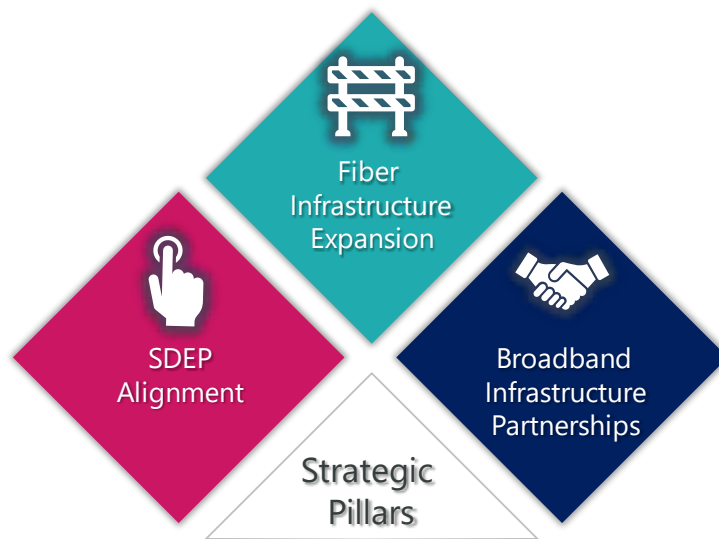 Fiber
Infrastructure
Expansion
SDEP
Alignment
Broadband
Infrastructure
Partnerships
Strategic
Pillars